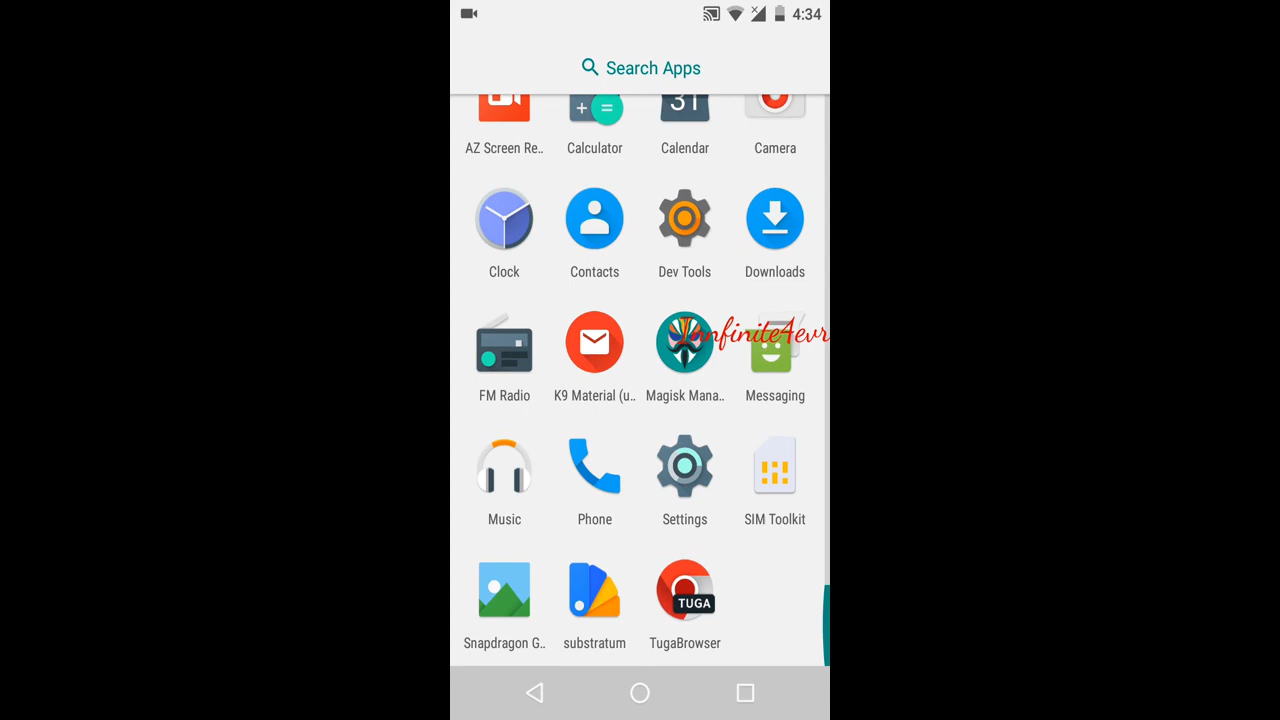 4:34
Search Apps
31
AZ Screen Re..
Calculator
Calendar
Camera
Clock
Contacts
Dev Tools
Downloads
Infinite4evr
FM Radio
K9 Material (u..
Magisk Mana..
Messaging
Music
Phone
Settings
SIM Toolkit
TUGA
Snapdragon G..
substratum
TugaBrowser